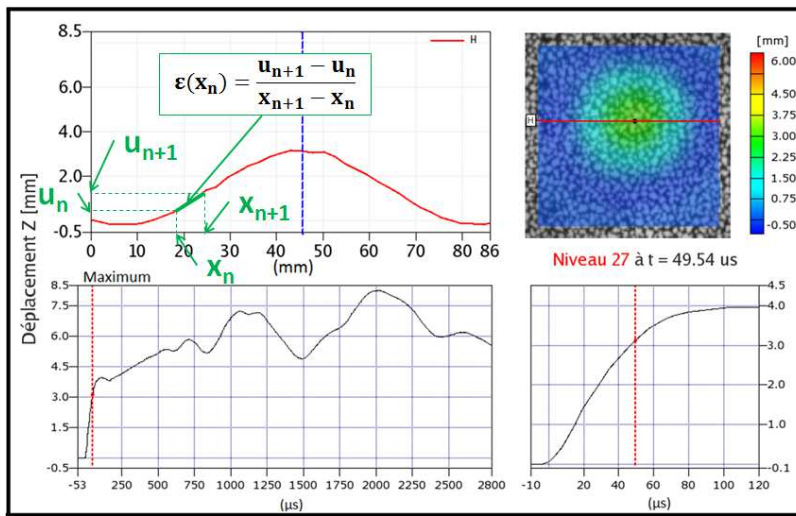 8.5
7.0
4.0
2.0
-0.5
Déplacement Z [mm]
H
ε(xₙ) = (uₙ₊₁ − uₙ) / (xₙ₊₁ − xₙ)
uₙ₊₁
uₙ
xₙ₊₁
xₙ
0 10 20 30 40 50 60 70 80 86
(mm)
H
[mm]
6.00
4.75
3.50
2.75
1.50
0.75
-0.50
Niveau 27 à t = 49.54 us
Maximum
8.5
7.5
6.0
4.5
3.0
1.5
-0.5
-53 250 500 750 1000 1250 1500 1750 2000 2250 2500 2800
(µs)
4.5
4.0
3.0
2.0
1.0
-0.1
-10 20 40 60 80 100 120
(µs)